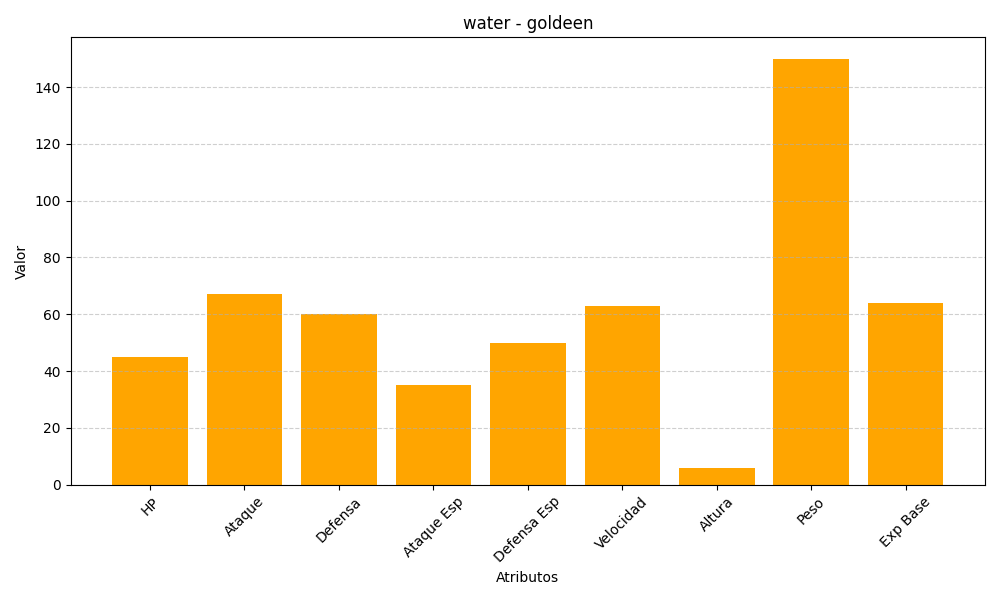 water - goldeen
Valor
140
120
100
80
60
40
20
0
HP
Ataque
Defensa
Ataque Esp
Defensa Esp
Velocidad
Altura
Peso
Exp Base
Atributos